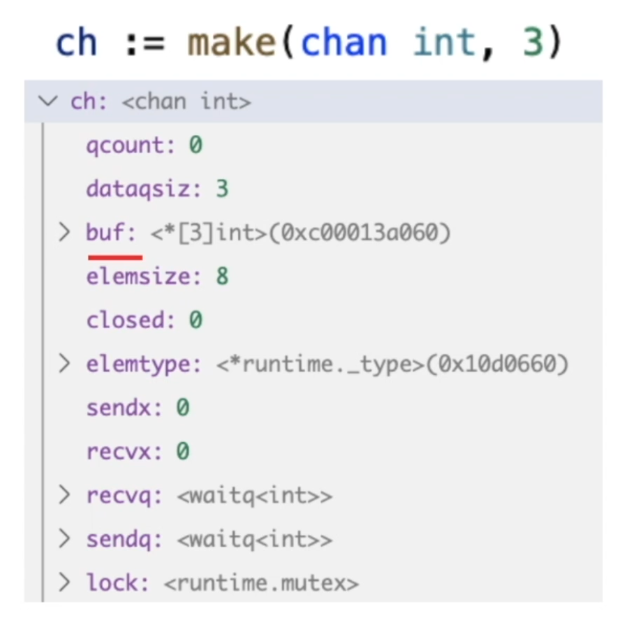 ch := make(chan int, 3)
ch: <chan int>
qcount: 0
dataqsiz: 3
buf: <*[3]int>(0xc00013a060)
elemsize: 8
closed: 0
elemtype: <*runtime._type>(0x10d0660)
sendx: 0
recvx: 0
recvq: <waitq<int>>
sendq: <waitq<int>>
lock: <runtime.mutex>